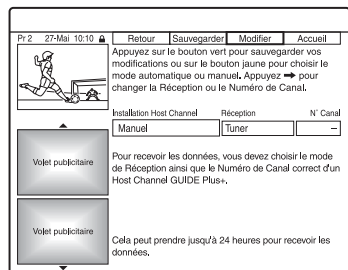 Pr 2 27-Mai 10:10 Retour Sauvegarder Modifier Accueil
Appuyez sur le bouton vert pour sauvegarder vos
modifications ou sur le bouton jaune pour choisir le
mode automatique ou manuel. Appuyez ➡ pour
changer la Réception ou le Numéro de Canal.
Installation Host Channel Réception N° Canal
Manuel Tuner –
Volet publicitaire
Pour recevoir les données, vous devez choisir le mode
de Réception ainsi que le Numéro de Canal correct d'un
Host Channel GUIDE Plus+.
Volet publicitaire
Cela peut prendre jusqu'à 24 heures pour recevoir les
données.